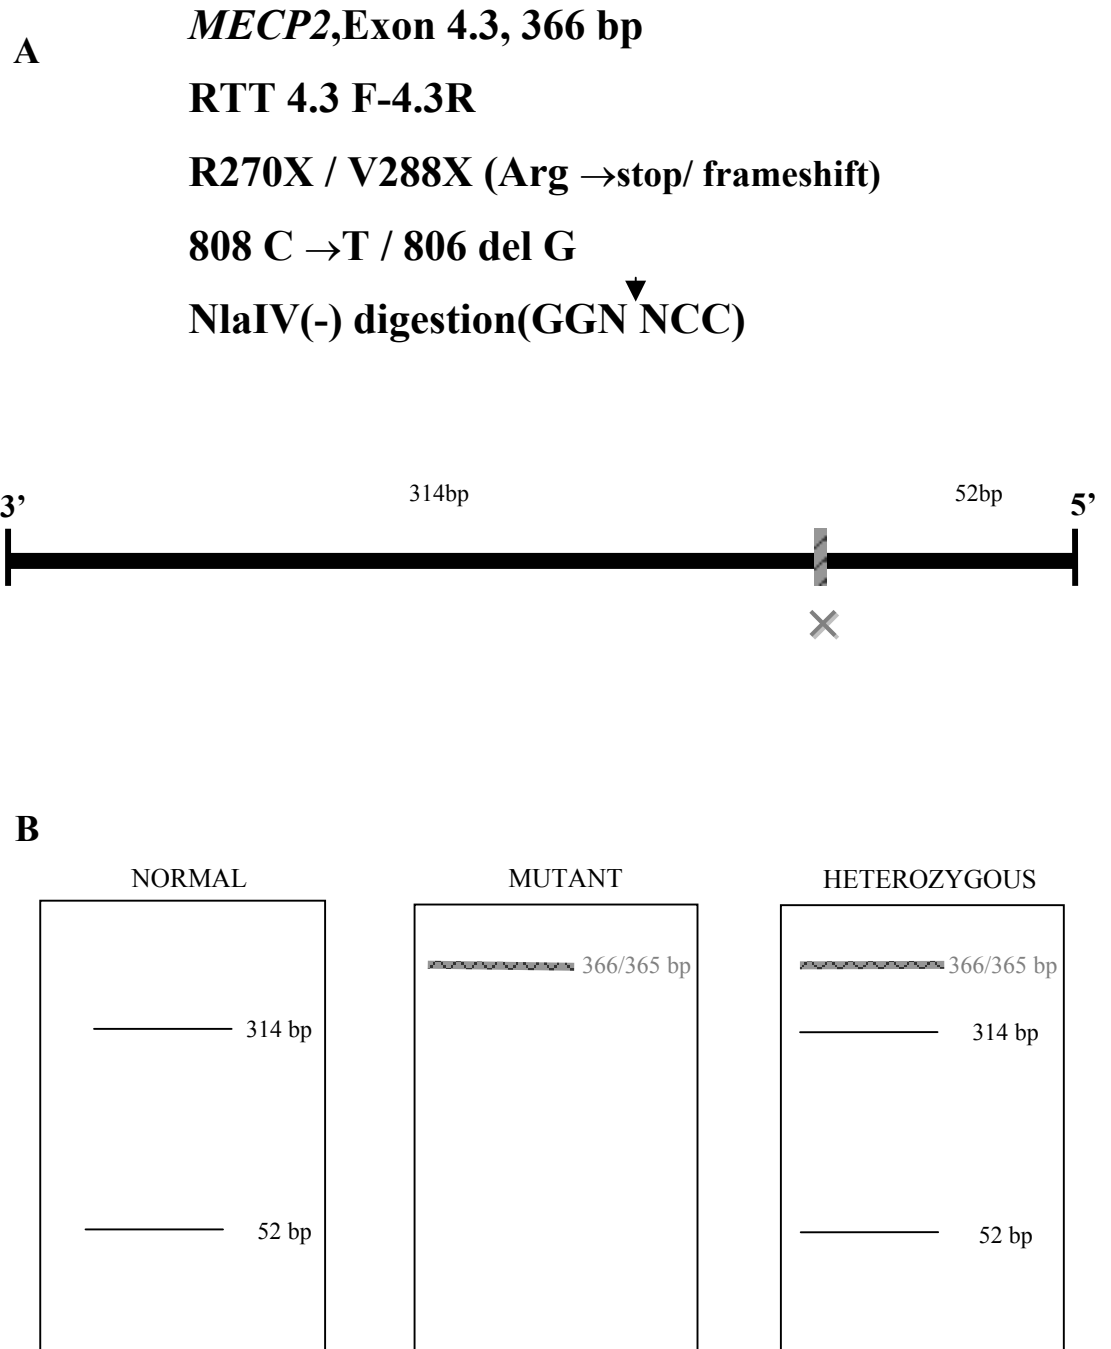 A
MECP2,Exon 4.3, 366 bp
RTT 4.3 F-4.3R
R270X / V288X (Arg →stop/ frameshift)
808 C →T / 806 del G
NlaIV(-) digestion(GGN NCC)
3’ 314bp 52bp 5’
B
NORMAL MUTANT HETEROZYGOUS
366/365 bp 366/365 bp
314 bp 314 bp
52 bp 52 bp